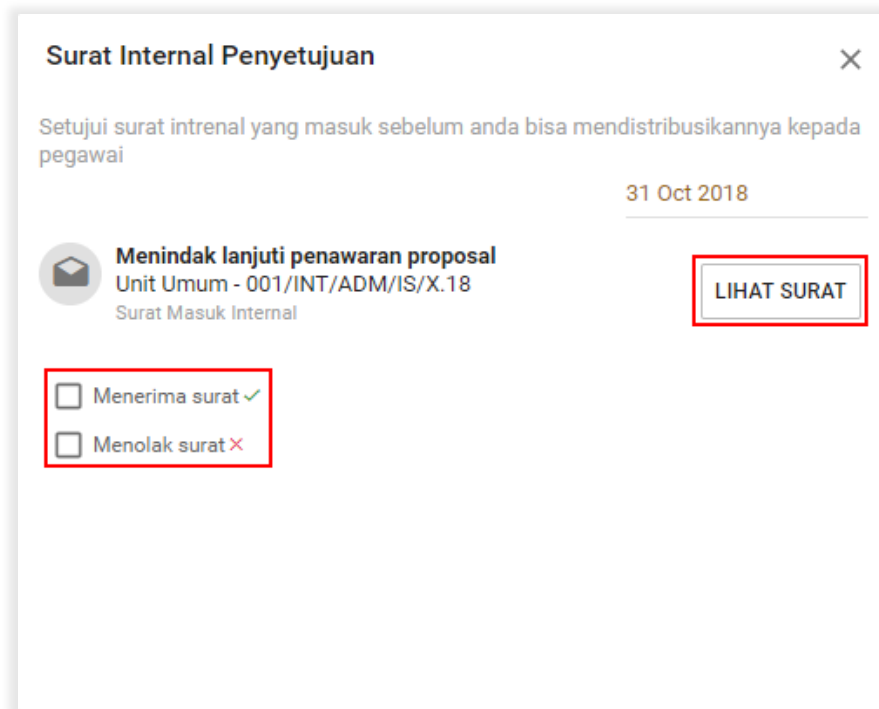 Surat Internal Penyetujuan
Setujui surat intrenal yang masuk sebelum anda bisa mendistribusikannya kepada
pegawai
31 Oct 2018
Menindak lanjuti penawaran proposal
Unit Umum - 001/INT/ADM/IS/X.18
Surat Masuk Internal
LIHAT SURAT
Menerima surat
Menolak surat